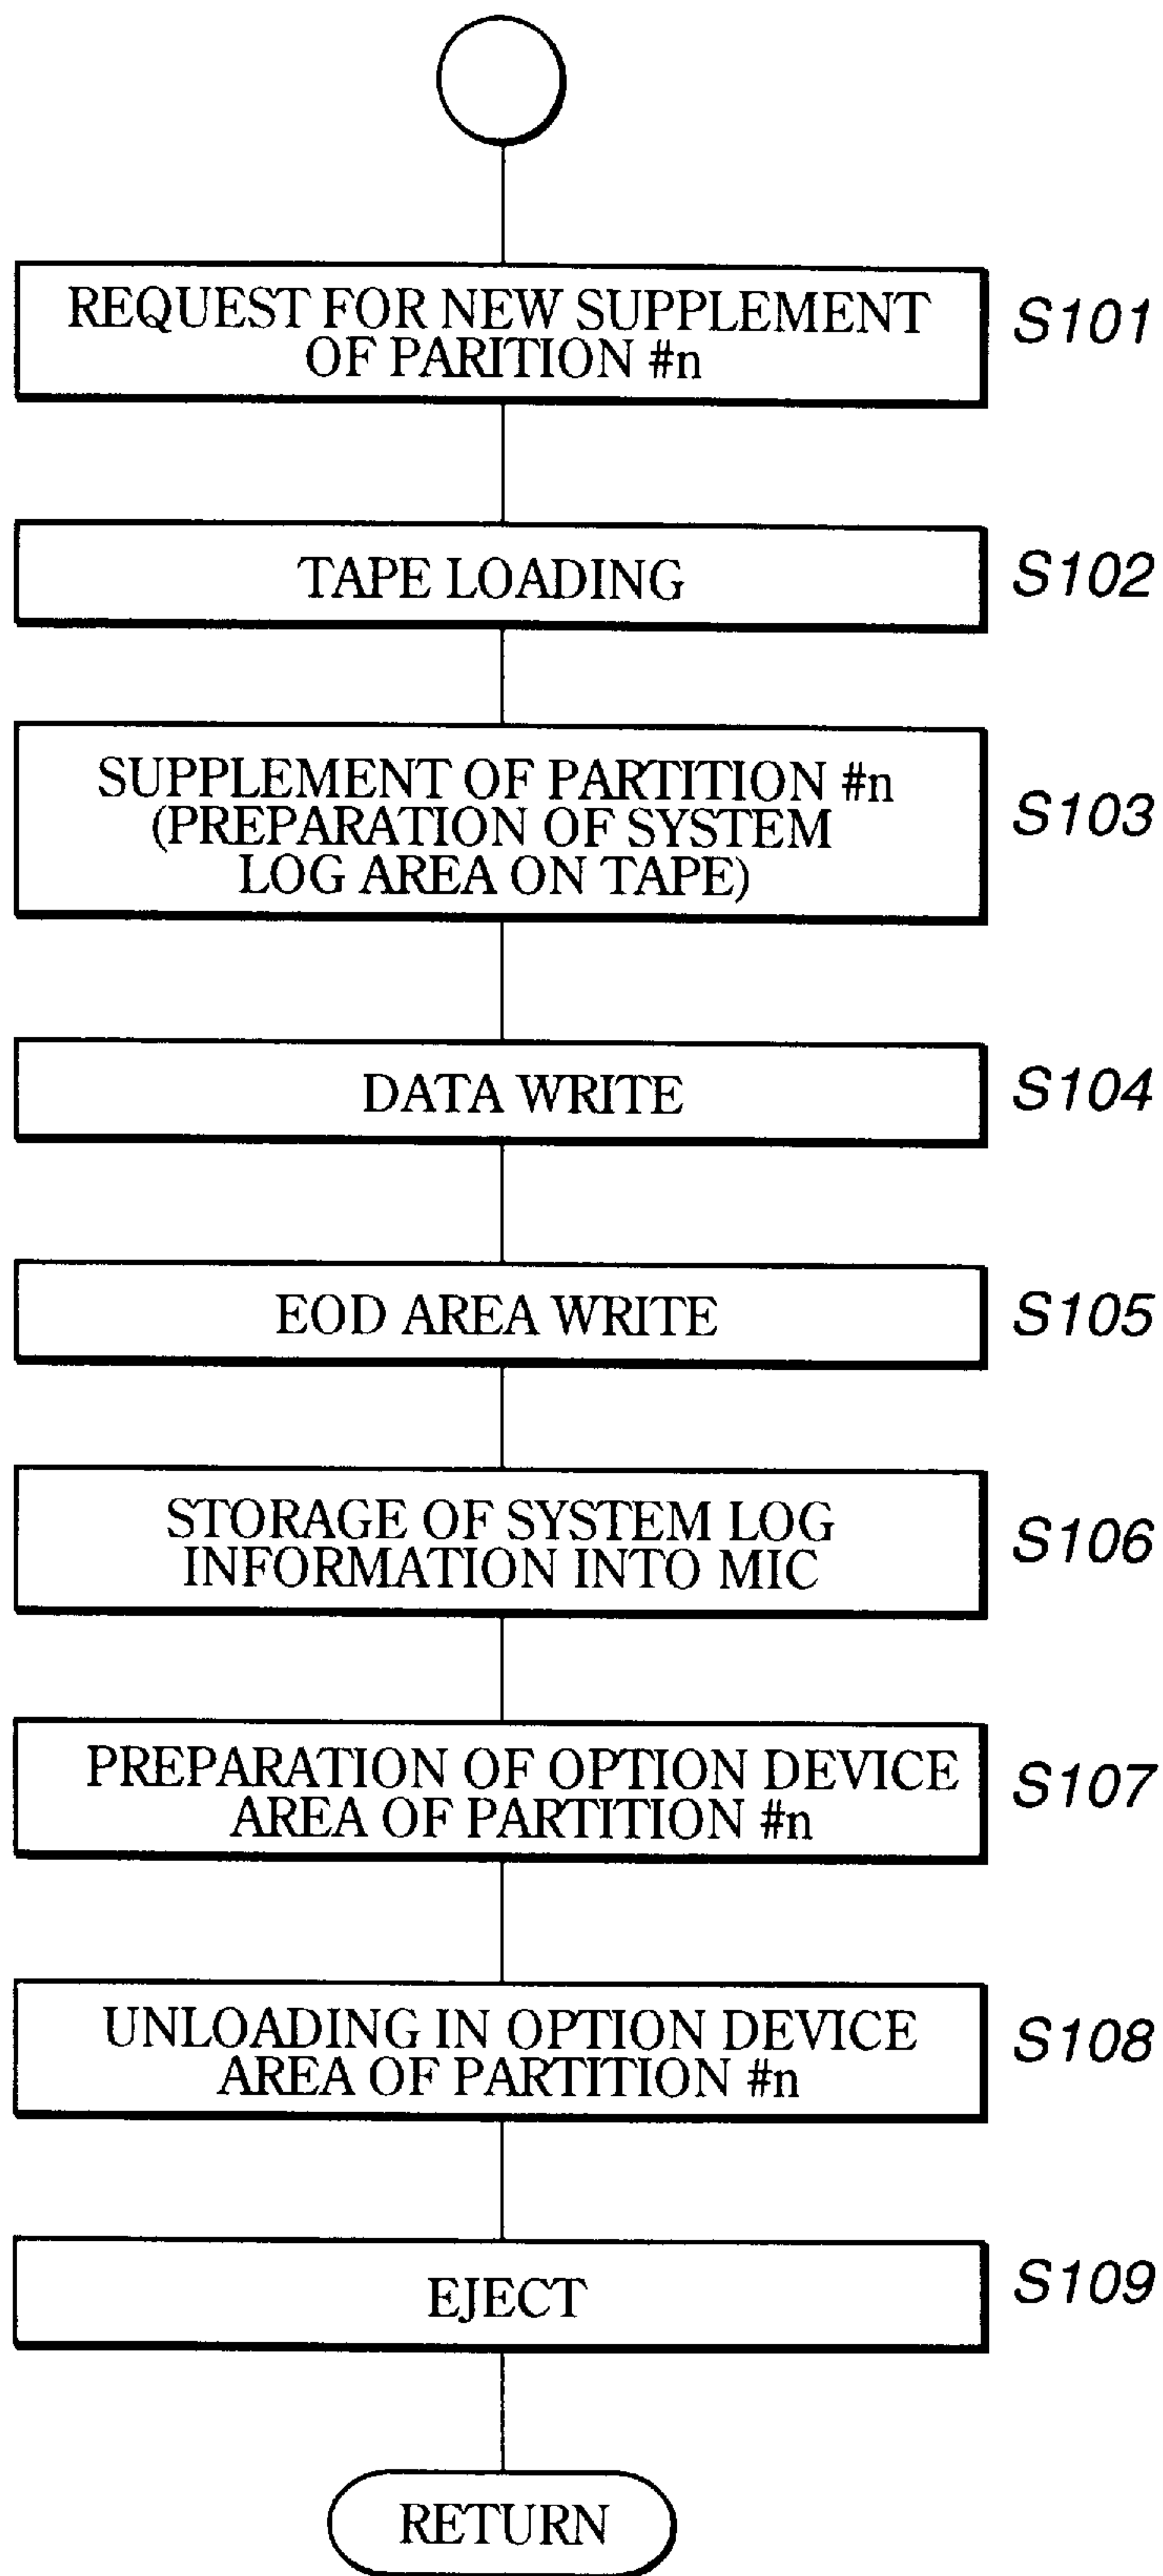 REQUEST FOR NEW SUPPLEMENT
OF PARITION #n
S101
TAPE LOADING
S102
SUPPLEMENT OF PARTITION #n
(PREPARATION OF SYSTEM
LOG AREA ON TAPE)
S103
DATA WRITE
S104
EOD AREA WRITE
S105
STORAGE OF SYSTEM LOG
INFORMATION INTO MIC
S106
PREPARATION OF OPTION DEVICE
AREA OF PARTITION #n
S107
UNLOADING IN OPTION DEVICE
AREA OF PARTITION #n
S108
EJECT
S109
RETURN